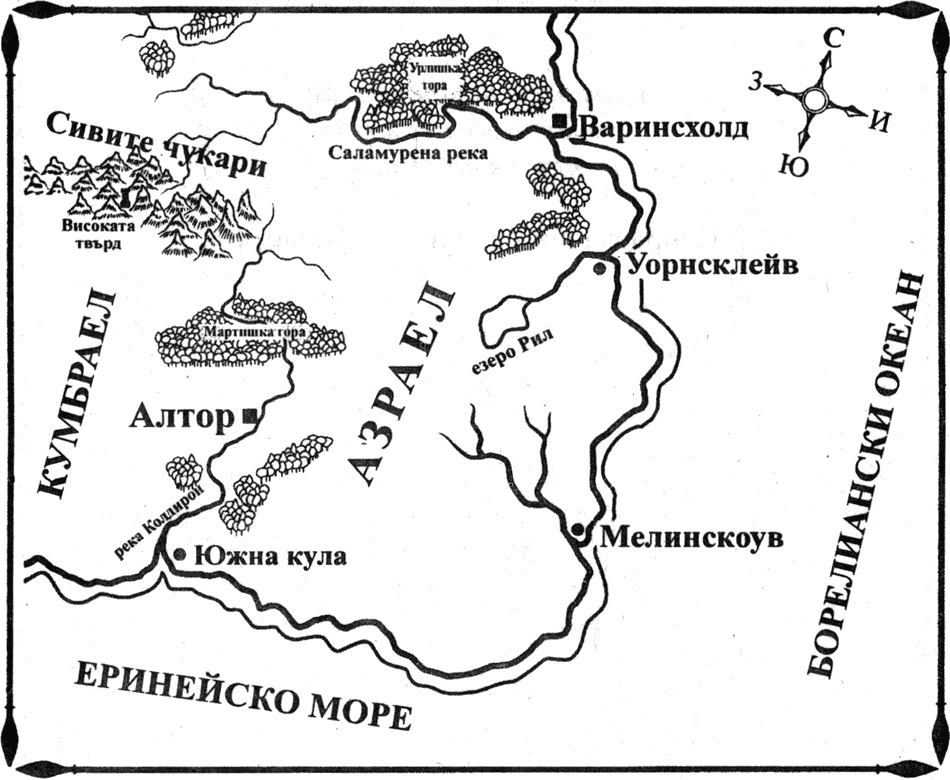 С
З
И
Ю
Урлишка
гора
Варинсхолд
Саламурена река
Сивите чукари
Високата
твърд
Уорнсклейв
езеро Рил
Мартишка гора
КУМБРАЕЛ
АЗРАЕЛ
Алтор
БОРЕЛИАНСКИ ОКЕАН
река Колдирон
Южна кула
Мелинскоув
ЕРИНЕЙСКО МОРЕ